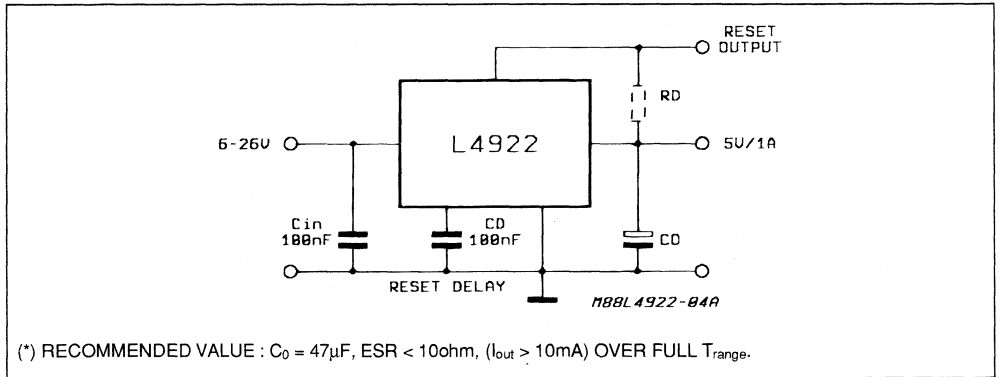 RESET
OUTPUT
RD
6-26V
L4922
5V/1A
Cin
100nF
CD
100nF
CO
RESET DELAY
M88L4922-04A
(*) RECOMMENDED VALUE : C0 = 47μF, ESR < 10ohm, (Iout > 10mA) OVER FULL Trange.